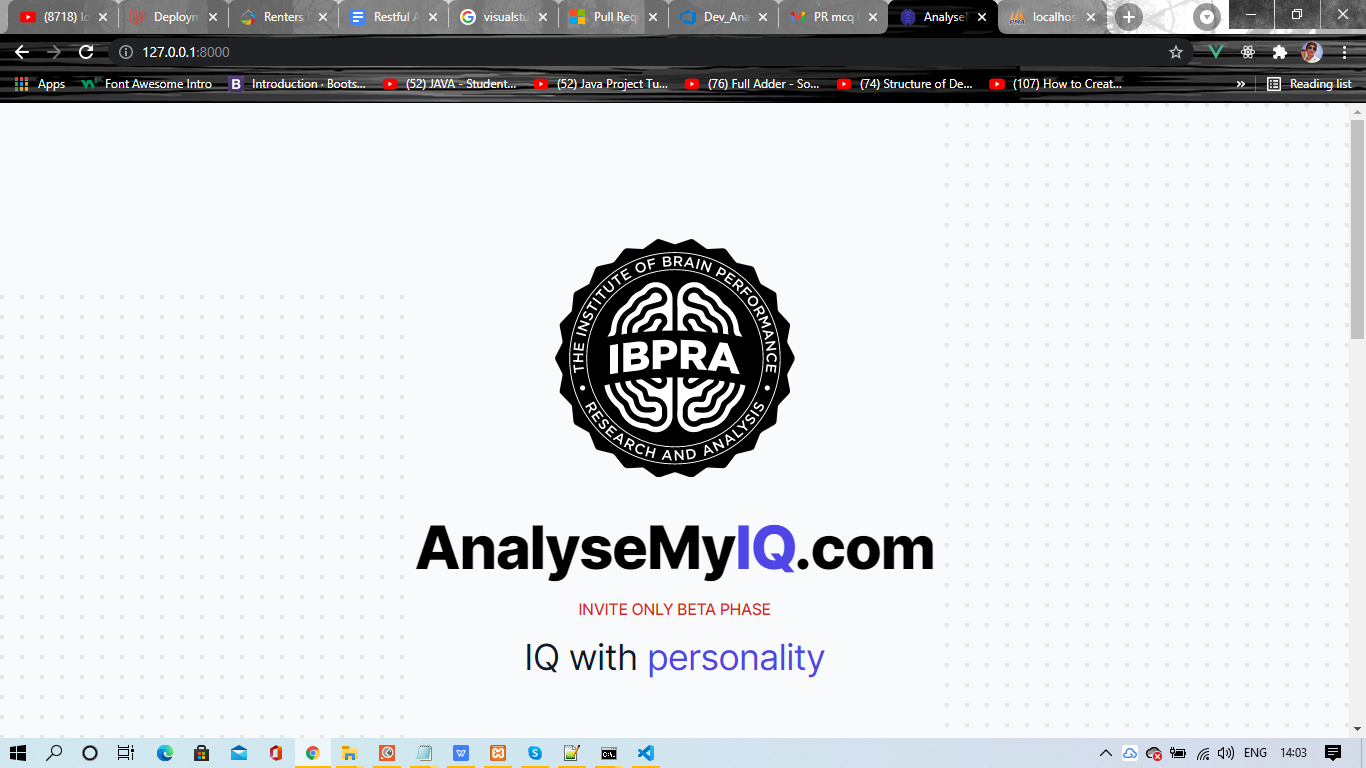 (8718) lo
Deploym
Renters
Restful A
visualstu
Pull Req
Dev_Ana
PR mcq
Analyse
localhos
127.0.0.1:8000
Apps
Font Awesome Intro
Introduction · Boots...
(52) JAVA - Student...
(52) Java Project Tu...
(76) Full Adder - So...
(74) Structure of De...
(107) How to Creat...
»
Reading list
THE INSTITUTE OF BRAIN PERFORMANCE
IBPRA
RESEARCH AND ANALYSIS
AnalyseMyIQ.com
INVITE ONLY BETA PHASE
IQ with personality
ENG
14:03